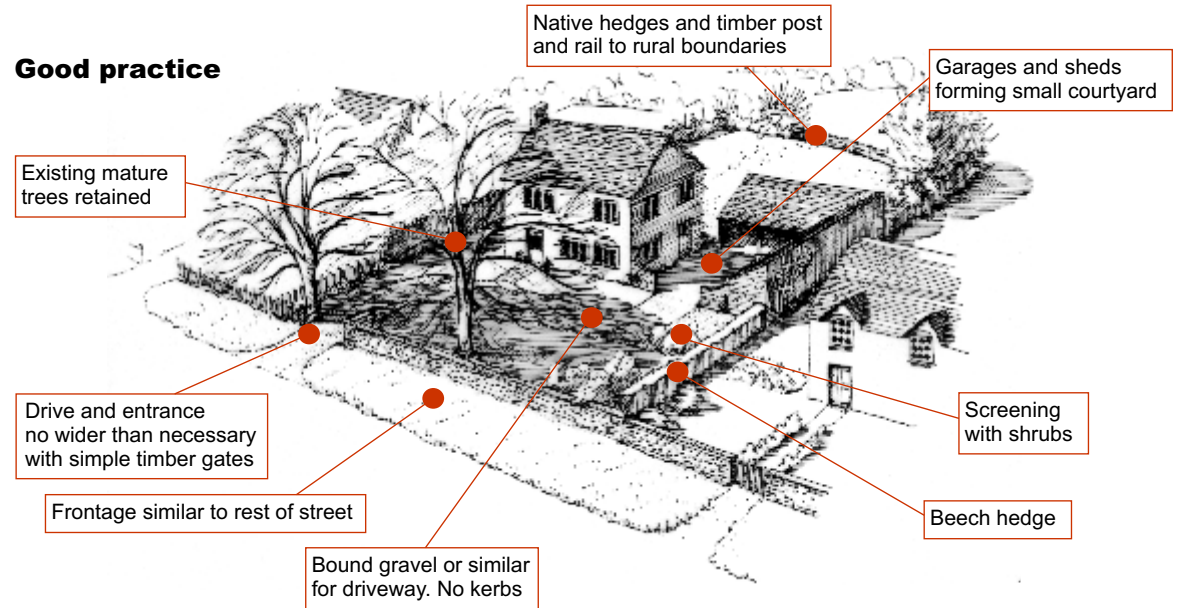 Good practice
Native hedges and timber post
and rail to rural boundaries
Garages and sheds
forming small courtyard
Existing mature
trees retained
Drive and entrance
no wider than necessary
with simple timber gates
Screening
with shrubs
Frontage similar to rest of street
Beech hedge
Bound gravel or similar
for driveway. No kerbs